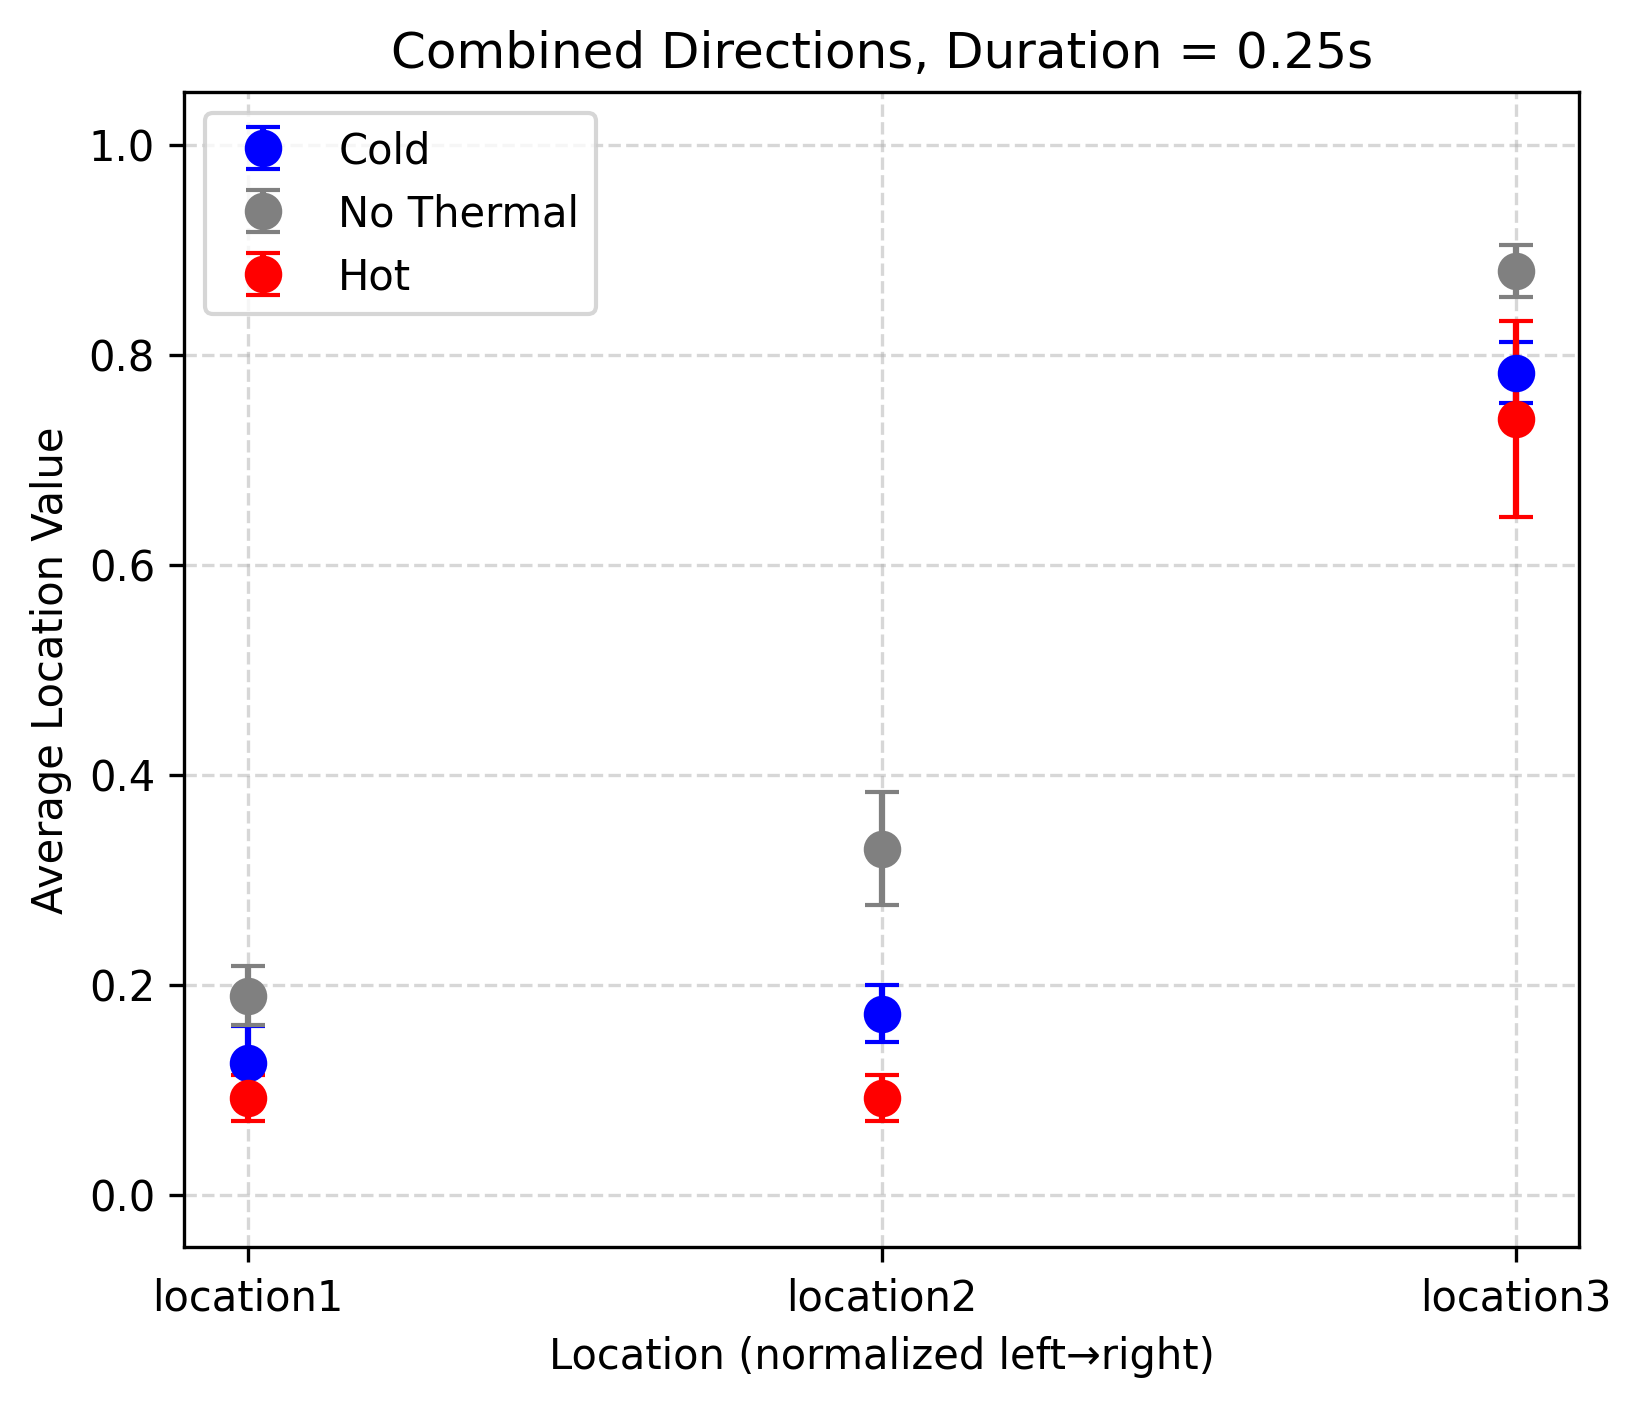 Combined Directions, Duration = 0.25s
Cold
No Thermal
Hot
1.0
0.8
0.6
0.4
0.2
0.0
Average Location Value
location1 location2 location3
Location (normalized left→right)